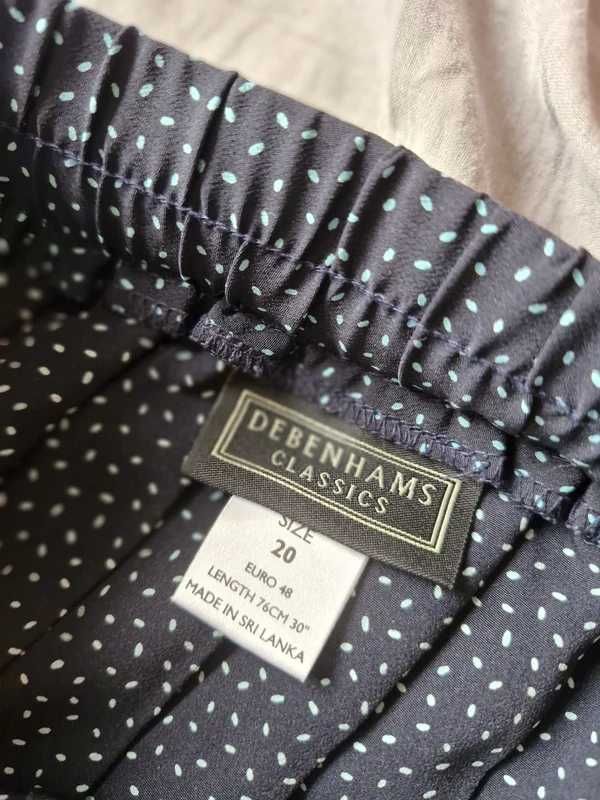 DEBENHAMS
CLASSICS
SIZE
20
EURO 48
LENGTH 76CM 30"
MADE IN SRI LANKA